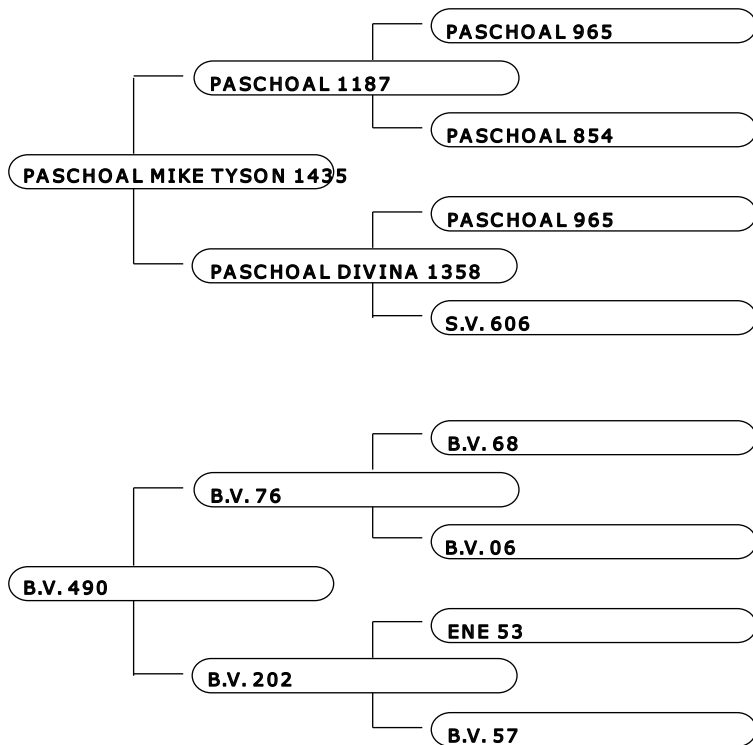 PASCHOAL 965
PASCHOAL 1187
PASCHOAL 854
PASCHOAL MIKE TYSON 1435
PASCHOAL 965
PASCHOAL DIVINA 1358
S.V. 606
B.V. 68
B.V. 76
B.V. 06
B.V. 490
ENE 53
B.V. 202
B.V. 57